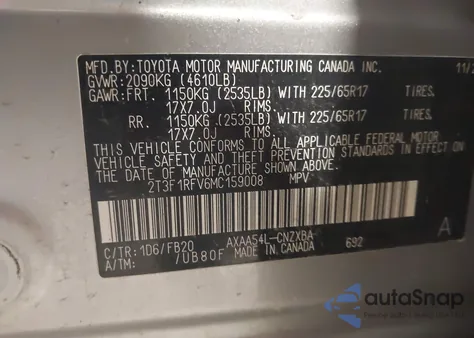 MFD.BY:TOYOTA MOTOR MANUFACTURING CANADA INC. 11/2
GVWR:2090KG (4610LB)
GAWR:FRT. 1150KG (2535LB) WITH 225/65R17 TIRES.
17X7.0J RIMS.
RR. 1150KG (2535LB) WITH 225/65R17 TIRES.
17X7.0J RIMS.
THIS VEHICLE CONFORMS TO ALL APPLICABLE FEDERAL MOTOR
VEHICLE SAFETY STANDARDS IN EFFECT ON
THE DATE OF MANUFACTURE SHOWN ABOVE.
2T3F1RFV6MC159008 MPV
C/TR:1D6/FB20 AXAA54L-CNZXBA 692 A
A/TM: /UB80F MADE IN CANADA
autoSnap